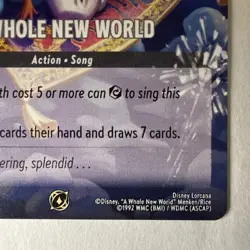 WHOLE NEW WORLD
Action • Song
th cost 5 or more can to sing this
cards their hand and draws 7 cards.
ering, splendid . . .
Disney Lorcana
©Disney, "A Whole New World" Menken/Rice
©1992 WMC (BMI) / WDMC (ASCAP)